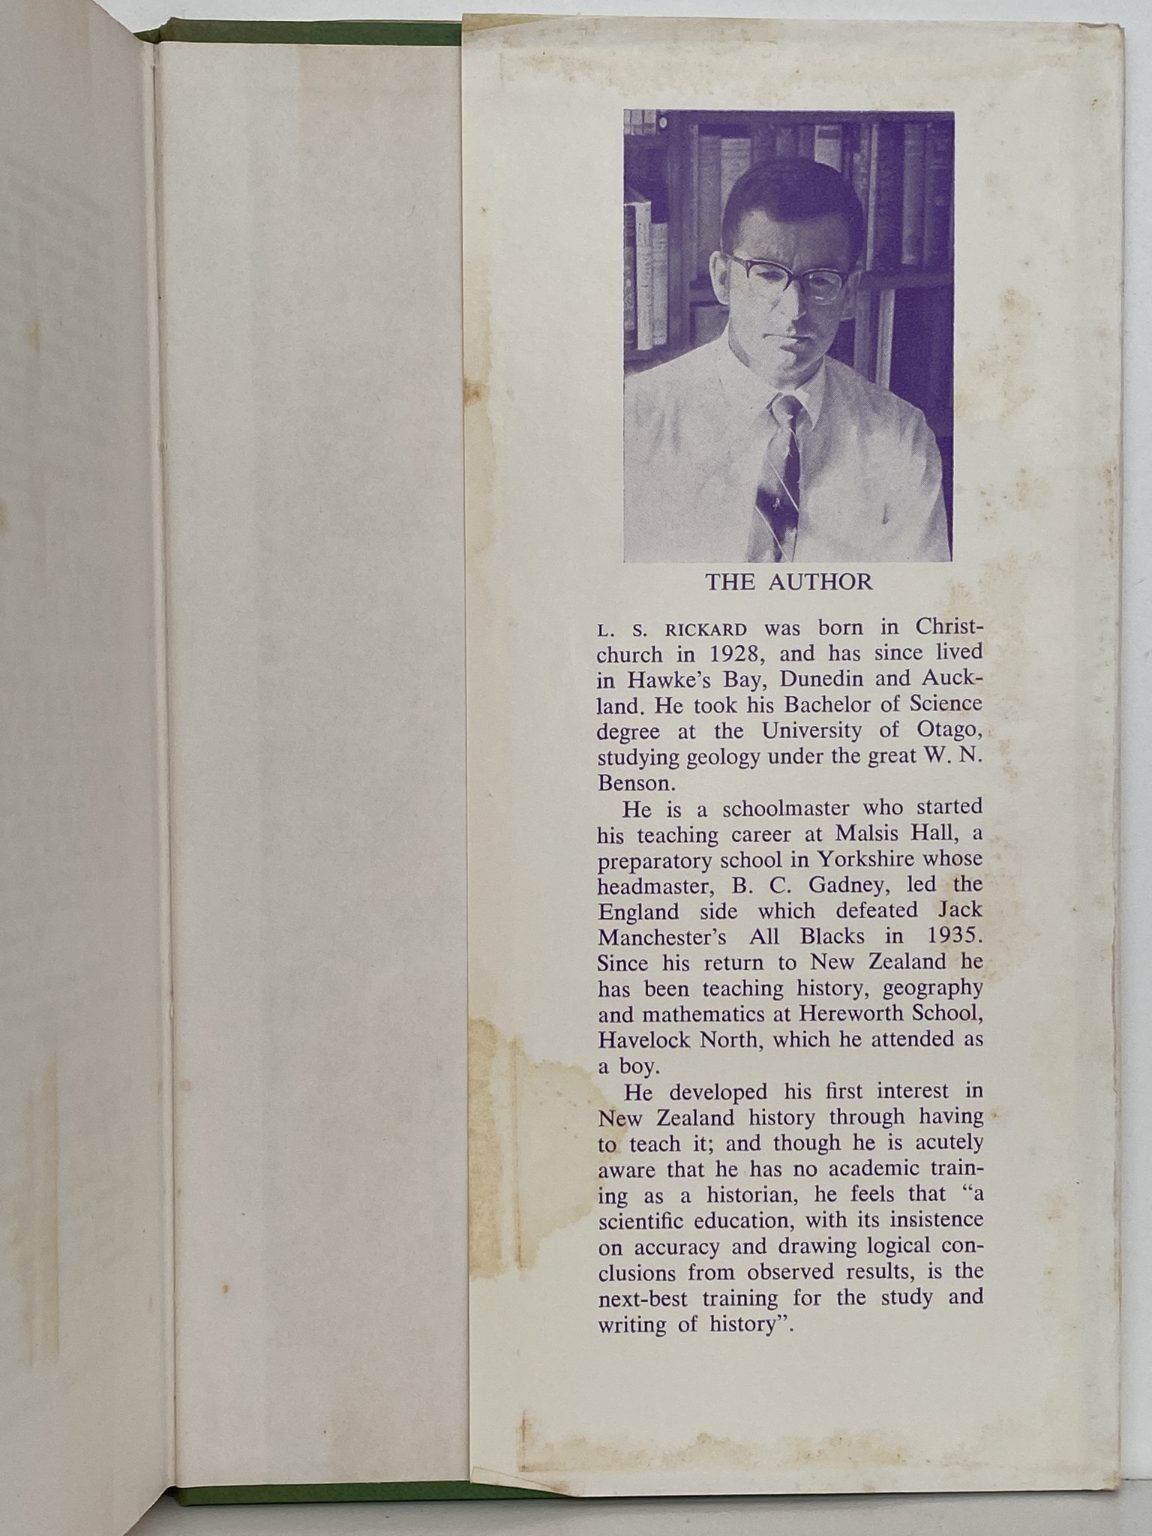 THE AUTHOR
L. S. RICKARD was born in Christ-
church in 1928, and has since lived
in Hawke's Bay, Dunedin and Auck-
land. He took his Bachelor of Science
degree at the University of Otago,
studying geology under the great W. N.
Benson.
He is a schoolmaster who started
his teaching career at Malsis Hall, a
preparatory school in Yorkshire whose
headmaster, B. C. Gadney, led the
England side which defeated Jack
Manchester's All Blacks in 1935.
Since his return to New Zealand he
has been teaching history, geography
and mathematics at Hereworth School,
Havelock North, which he attended as
a boy.
He developed his first interest in
New Zealand history through having
to teach it; and though he is acutely
aware that he has no academic train-
ing as a historian, he feels that “a
scientific education, with its insistence
on accuracy and drawing logical con-
clusions from observed results, is the
next-best training for the study and
writing of history”.